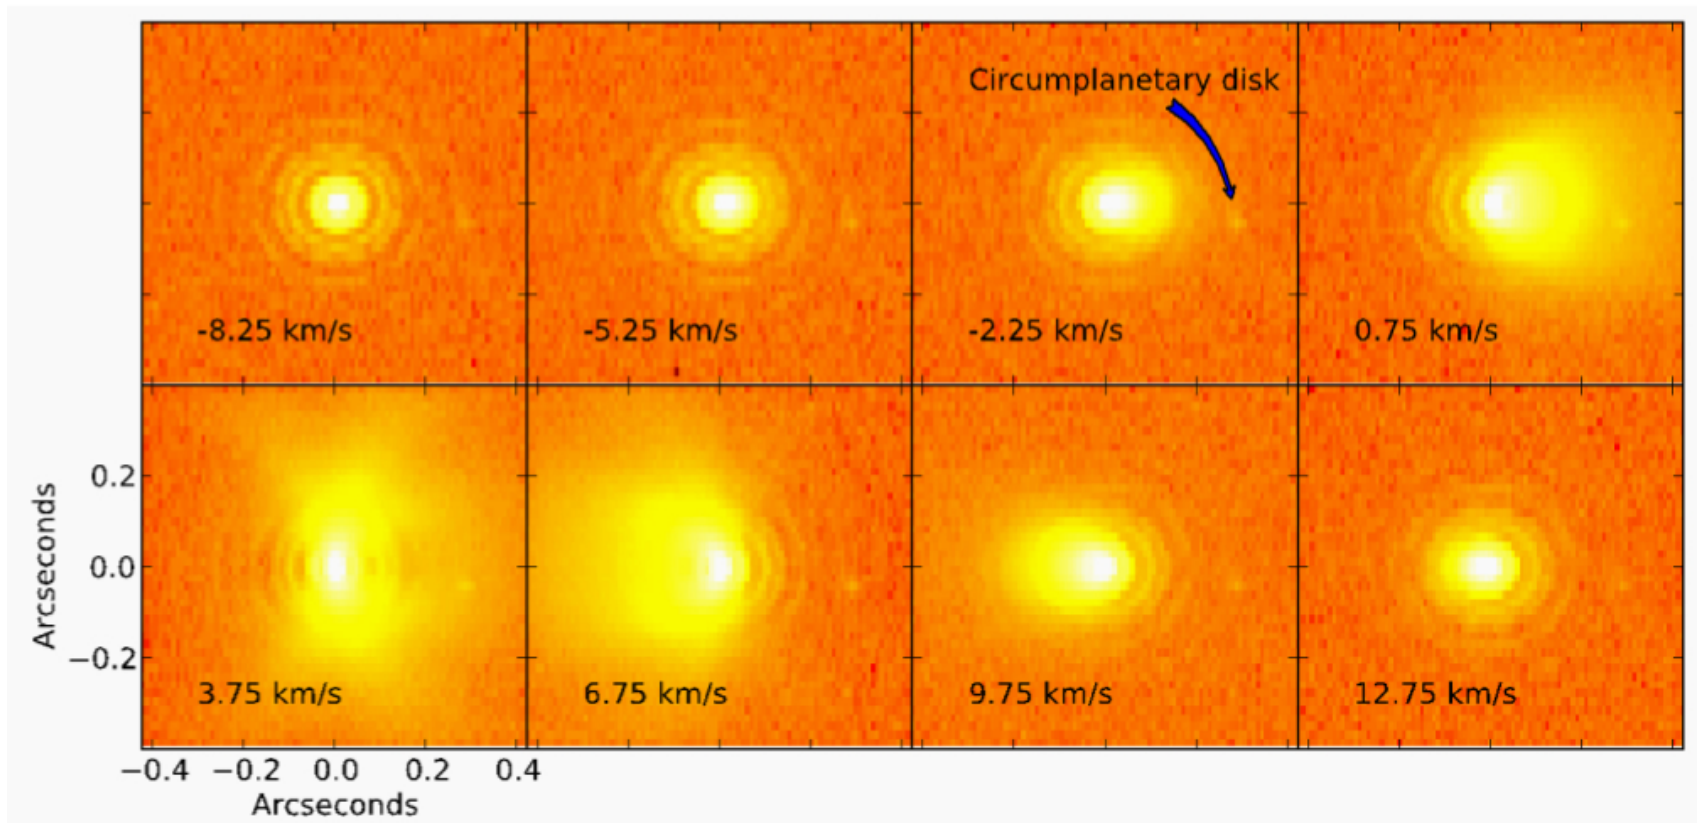 Circumplanetary disk
-8.25 km/s
-5.25 km/s
-2.25 km/s
0.75 km/s
0.2
0.0
−0.2
Arcseconds
3.75 km/s
6.75 km/s
9.75 km/s
12.75 km/s
−0.4
−0.2
0.0
0.2
0.4
Arcseconds